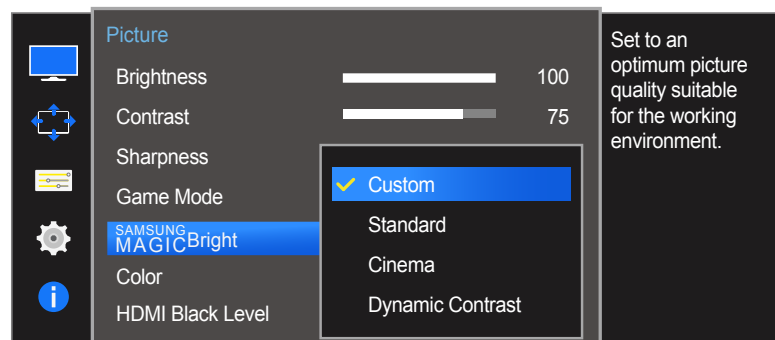 Picture
Brightness 100
Contrast 75
Sharpness
Game Mode
SAMSUNG
MAGICBright
Color
HDMI Black Level
Custom
Standard
Cinema
Dynamic Contrast
Set to an
optimum picture
quality suitable
for the working
environment.